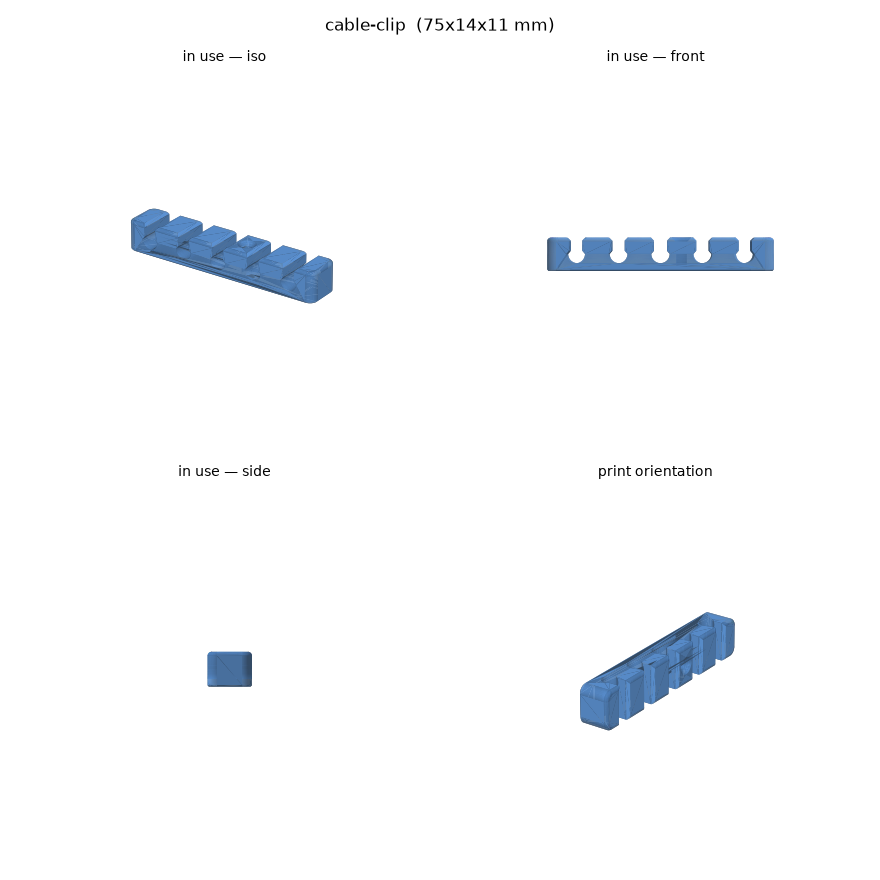 cable-clip  (75x14x11 mm)
in use — iso
in use — front
in use — side
print orientation